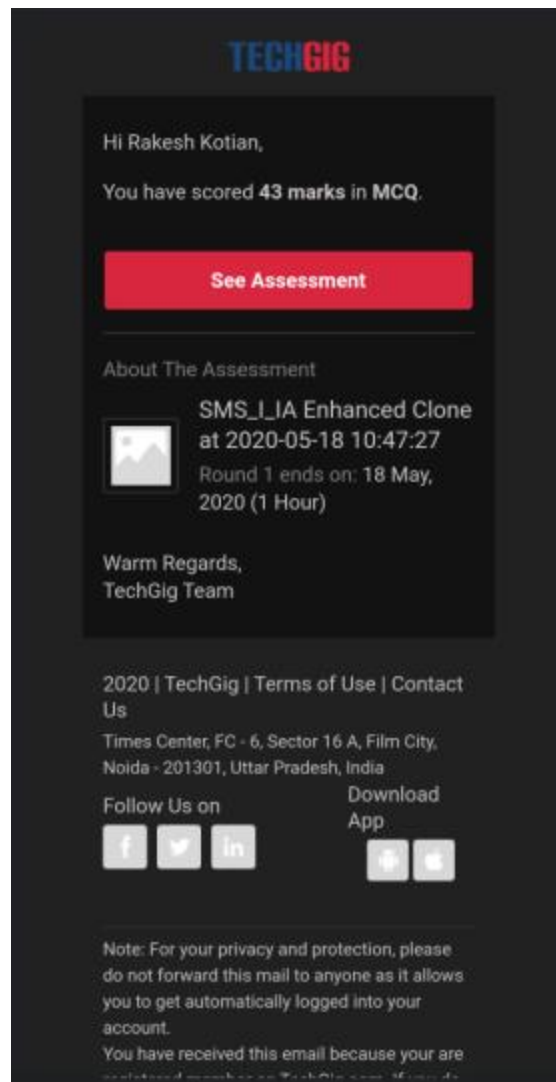 TECHGIG
Hi Rakesh Kotian,
You have scored 43 marks in MCQ.
See Assessment
About The Assessment
SMS_I_IA Enhanced Clone
at 2020-05-18 10:47:27
Round 1 ends on: 18 May,
2020 (1 Hour)
Warm Regards,
TechGig Team
2020 | TechGig | Terms of Use | Contact
Us
Times Center, FC - 6, Sector 16 A, Film City,
Noida - 201301, Uttar Pradesh, India
Follow Us on
Download
App
Note: For your privacy and protection, please
do not forward this mail to anyone as it allows
you to get automatically logged into your
account.
You have received this email because your are